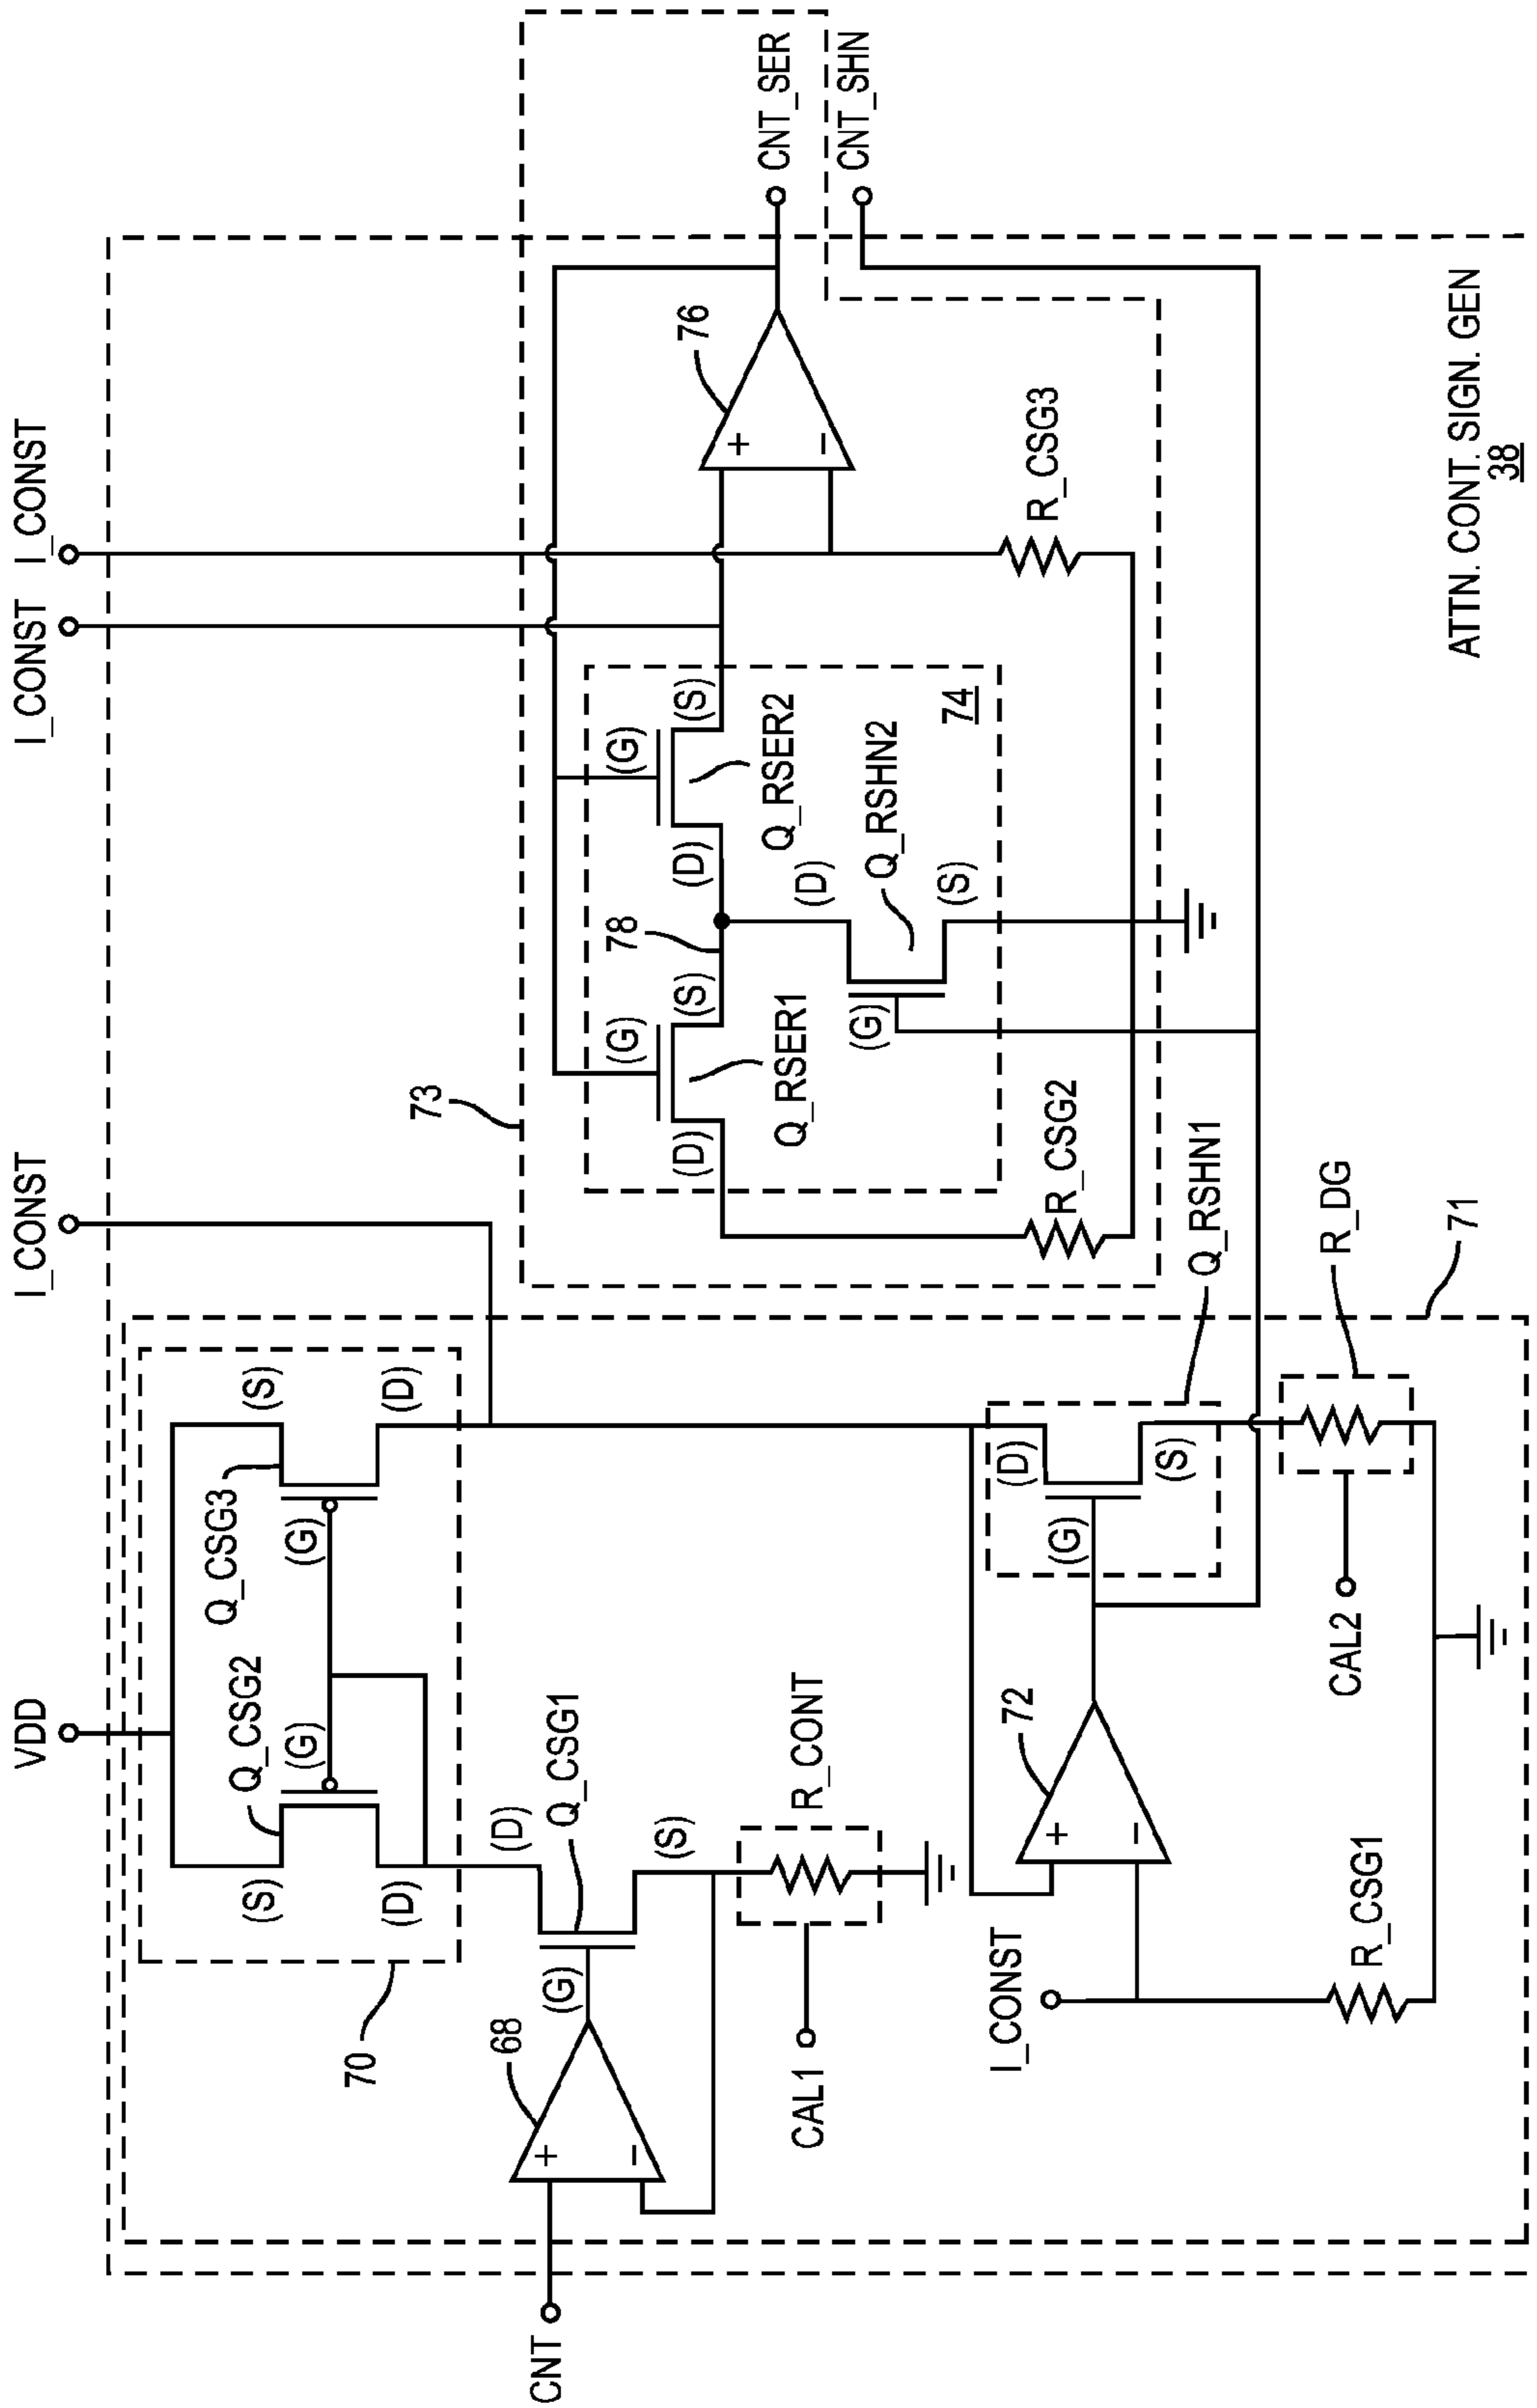 VDD
I_CONST
I_CONST
I_CONST
70
Q_CSG2
(S)
(G)
(D)
Q_CSG3
(S)
(G)
(D)
CNT
68
+
–
(G)
(D)
Q_CSG1
(S)
R_CONT
CAL1
I_CONST
72
+
–
R_CSG1
(D)
(G)
(S)
Q_RSHN1
R_DG
CAL2
71
73
(G)
(D)
(S)
Q_RSER1
78
(G)
(D)
(S)
Q_RSER2
(D)
(G)
(S)
Q_RSHN2
74
R_CSG2
R_CSG3
76
+
–
CNT_SER
CNT_SHN
ATTN. CONT. SIGN. GEN
38